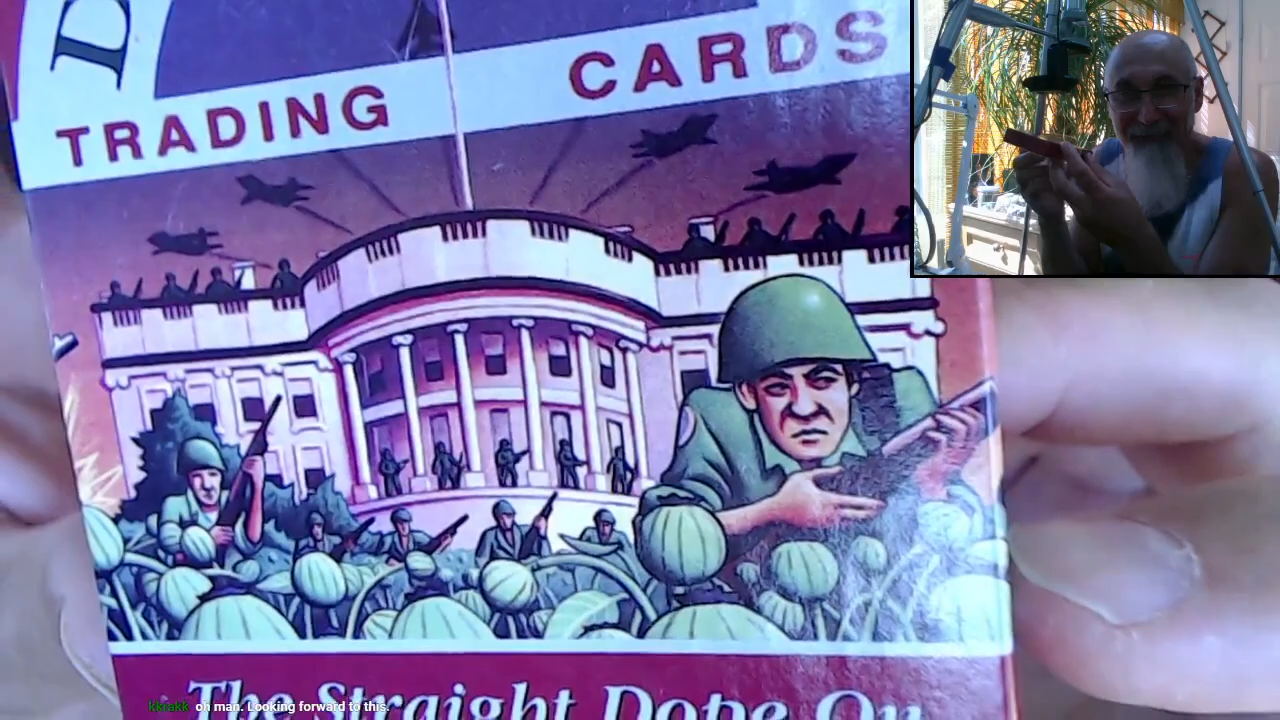 D
TRADING CARDS
The Straight Dope On
kkrakk oh man. Looking forward to this.